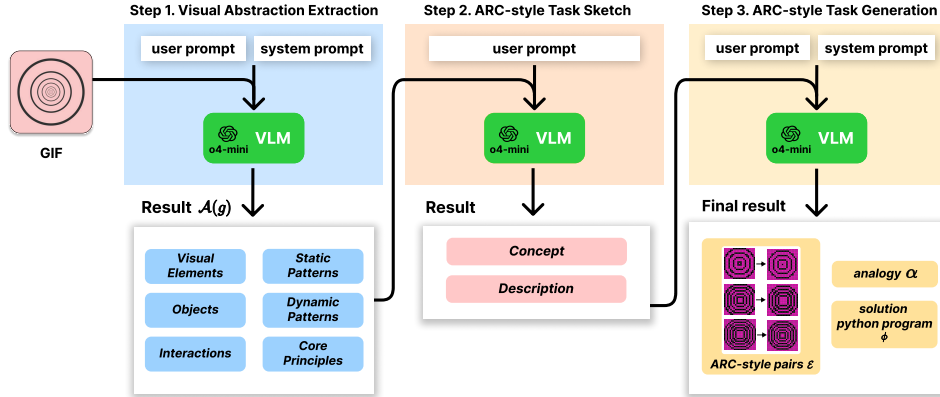 Step 1. Visual Abstraction Extraction
user prompt
system prompt
GIF
o4-mini
VLM
Result 𝒜(g)
Visual
Elements
Static
Patterns
Objects
Dynamic
Patterns
Interactions
Core
Principles
Step 2. ARC-style Task Sketch
user prompt
o4-mini
VLM
Result
Concept
Description
Step 3. ARC-style Task Generation
user prompt
system prompt
o4-mini
VLM
Final result
ARC-style pairs ℰ
analogy α
solution
python program
ϕ